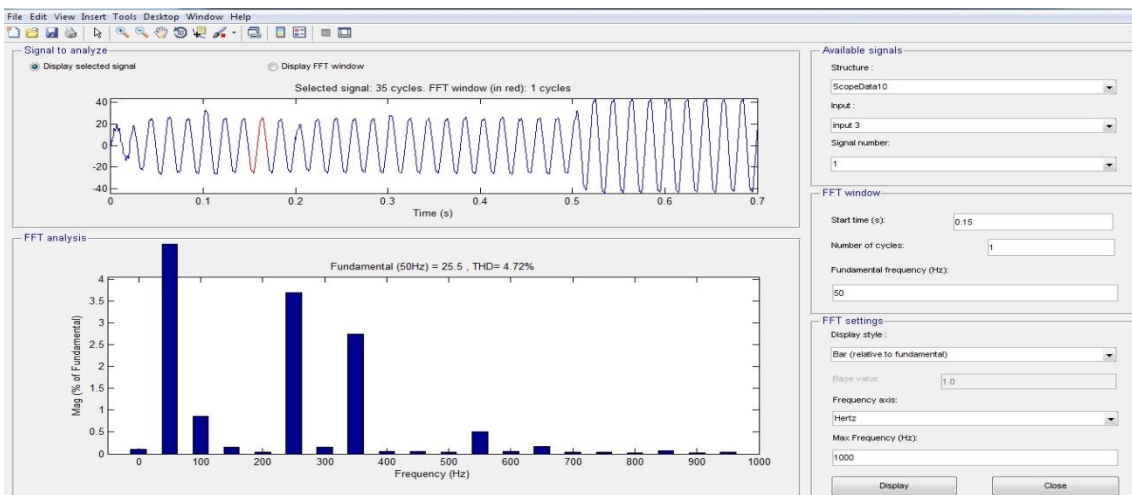 File Edit View Insert Tools Desktop Window Help
Signal to analyze
Display selected signal
Display FFT window
Selected signal: 35 cycles. FFT window (in red): 1 cycles
40
20
0
-20
-40
0 0.1 0.2 0.3 0.4 0.5 0.6 0.7
Time (s)
FFT analysis
Fundamental (50Hz) = 25.5 , THD= 4.72%
4
3.5
3
2.5
2
1.5
1
0.5
0
Mag (% of Fundamental)
0 100 200 300 400 500 600 700 800 900 1000
Frequency (Hz)
Available signals
Structure :
ScopeData10
Input :
input 3
Signal number:
1
FFT window
Start time (s):
0.15
Number of cycles:
1
Fundamental frequency (Hz):
50
FFT settings
Display style :
Bar (relative to fundamental)
Base value:
1.0
Frequency axis:
Hertz
Max Frequency (Hz):
1000
Display
Close